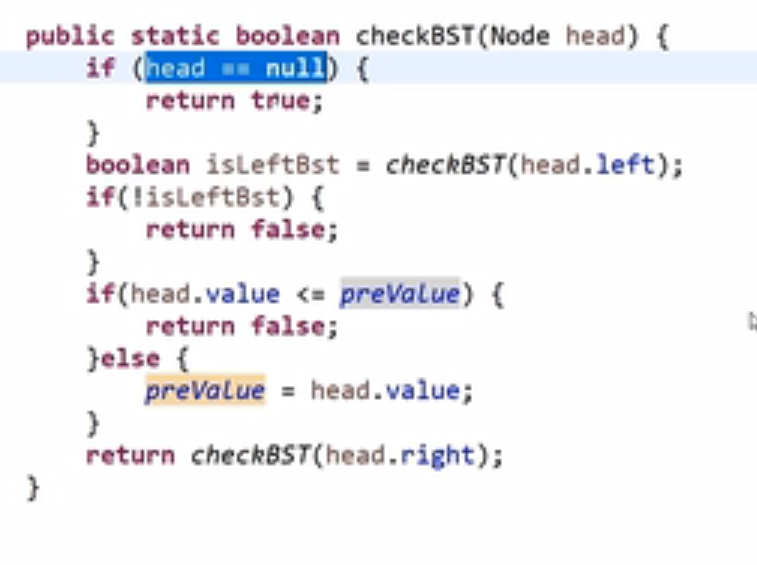 public static boolean checkBST(Node head) {
    if (head == null) {
        return true;
    }
    boolean isLeftBst = checkBST(head.left);
    if(!isLeftBst) {
        return false;
    }
    if(head.value <= preValue) {
        return false;
    }else {
        preValue = head.value;
    }
    return checkBST(head.right);
}